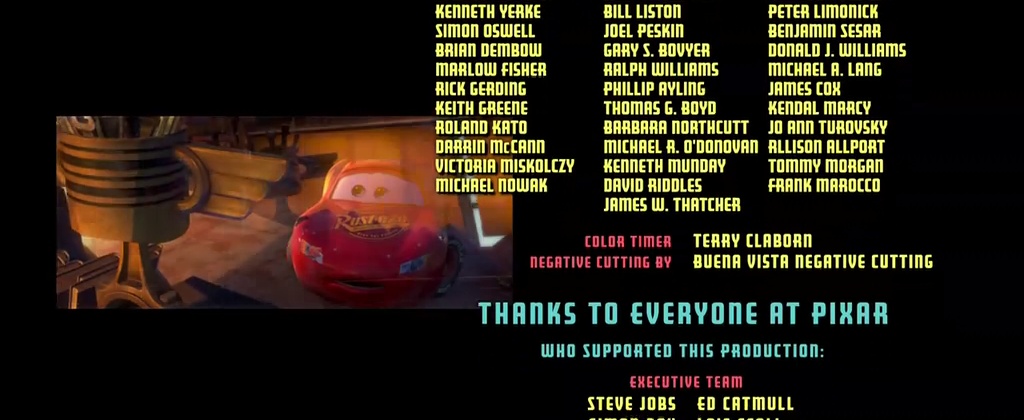 KENNETH YERKE BILL LISTON PETER LIMONICK
SIMON OSWELL JOEL PESKIN BENJAMIN SESAR
BRIAN DEMBOW GARY S. BOVYER DONALD J. WILLIAMS
MARLOW FISHER RALPH WILLIAMS MICHAEL A. LANG
RICK GERDING PHILLIP AYLING JAMES COX
KEITH GREENE THOMAS G. BOYD KENDAL MARCY
ROLAND KATO BARBARA NORTHCUTT JO ANN TUROVSKY
DARRIN McCANN MICHAEL R. O'DONOVAN ALLISON ALLPORT
VICTORIA MISKOLCZY KENNETH MUNDAY TOMMY MORGAN
MICHAEL NOWAK DAVID RIDDLES FRANK MAROCCO
JAMES W. THATCHER
Rust-eze
COLOR TIMER TERRY CLABORN
NEGATIVE CUTTING BY BUENA VISTA NEGATIVE CUTTING
THANKS TO EVERYONE AT PIXAR
WHO SUPPORTED THIS PRODUCTION:
EXECUTIVE TEAM
STEVE JOBS ED CATMULL